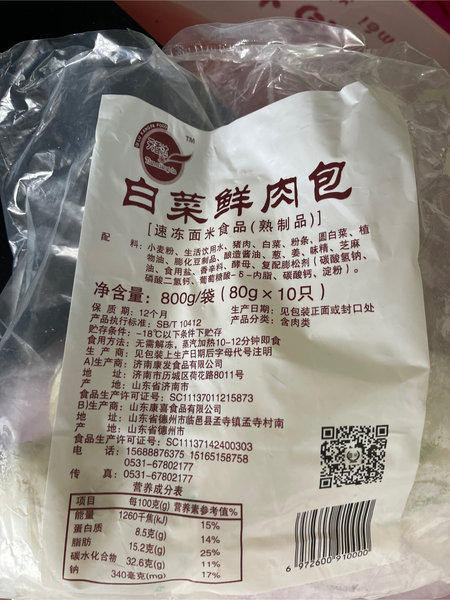 TM
白菜鲜肉包
[速冻面米食品(熟制品)]
配 料:小麦粉、生活饮用水、猪肉、白菜、粉条、圆白菜、植
物油、膨化豆制品、酿造酱油、葱、姜、味精、芝麻
油、食用盐、香辛料、酵母、复配膨松剂(碳酸氢钠、
磷酸二氢钙、葡萄糖酸-δ-内脂、碳酸钙、淀粉)。
净含量:800g/袋(80g×10只)
保 质 期:12个月 生产日期:见包装正面或封口处
产品执行标准:SB/T 10412 产品分类:含肉类
贮存条件:-18℃以下条件下贮存
食用方法:无需解冻,蒸汽加热10-12分钟即食
生 产 商:见包装上生产日期后字母代号注明
A)生产商:济南康发食品有限公司
地 址:济南市历城区荷花路8011号
产 地:山东省济南市
食品生产许可证号:SC11137011215873
B)生产商:山东康喜食品有限公司
地 址:山东省德州市临邑县孟寺镇孟寺村南
产 地:山东省德州市
食品生产许可证号:SC11137142400303
电 话:15688876375 15165158758
0531-67802177
传 真:0531-67802177
营养成分表
项目 每100克(g) 营养素参考值%
能量 1260千焦(kJ) 15%
蛋白质 8.5克(g) 14%
脂肪 15.2克(g) 25%
碳水化合物 32.6克(g) 11%
钠 340毫克(mg) 17%
6 972600 910000